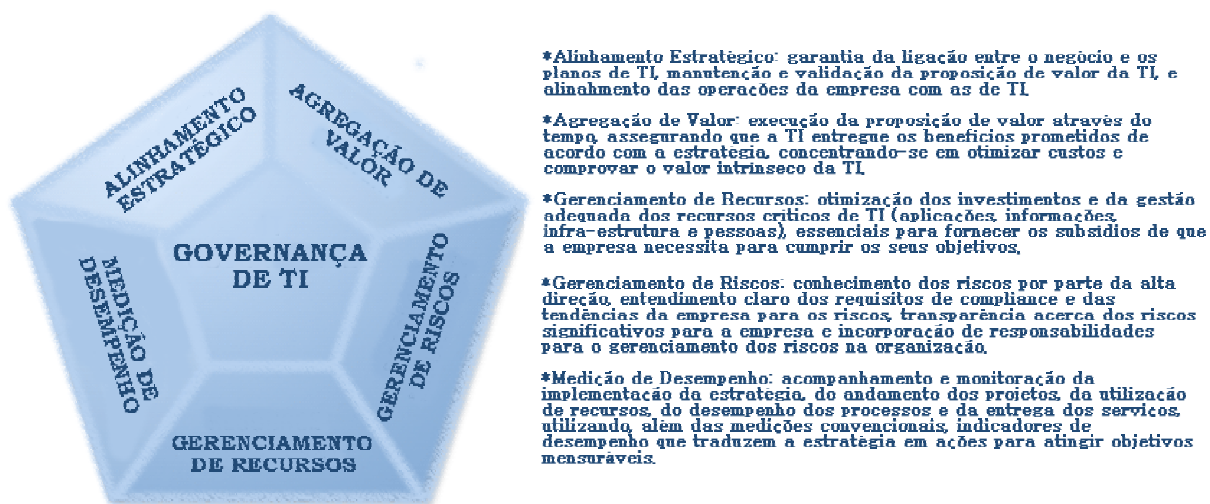 ALINHAMENTO
ESTRATÉGICO
AGREGAÇÃO DE
VALOR
GOVERNANÇA
DE TI
MEDIÇÃO DE
DESEMPENHO
GERENCIAMENTO
DE RISCOS
GERENCIAMENTO
DE RECURSOS
*Alinhamento Estratégico: garantia da ligação entre o negócio e os
planos de TI, manutenção e validação da proposição de valor da TI, e
alinahmento das operações da empresa com as de TI.
*Agregação de Valor: execução da proposição de valor através do
tempo, assegurando que a TI entregue os benefícios prometidos de
acordo com a estratégia, concentrando-se em otimizar custos e
comprovar o valor intrínseco da TI.
*Gerenciamento de Recursos: otimização dos investimentos e da gestão
adequada dos recursos críticos de TI (aplicações, informações,
infra-estrutura e pessoas), essenciais para fornecer os subsídios de que
a empresa necessita para cumprir os seus objetivos.
*Gerenciamento de Riscos: conhecimento dos riscos por parte da alta
direção, entendimento claro dos requisitos de compliance e das
tendências da empresa para os riscos, transparência acerca dos riscos
significativos para a empresa e incorporação de responsabilidades
para o gerenciamento dos riscos na organização.
*Medição de Desempenho: acompanhamento e monitoração da
implementação da estratégia, do andamento dos projetos, da utilização
de recursos, do desempenho dos processos e da entrega dos serviços,
utilizando, além das medições convencionais, indicadores de
desempenho que traduzem a estratégia em ações para atingir objetivos
mensuráveis.